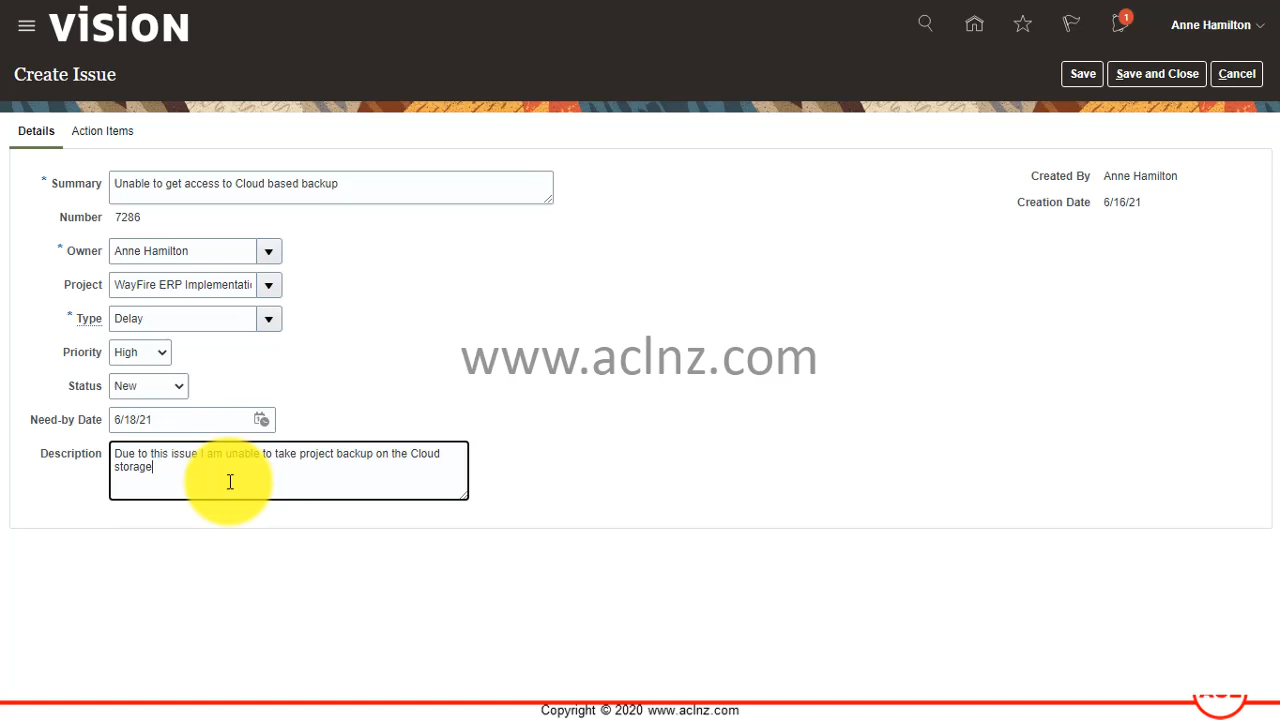 VISION
1
Anne Hamilton
Create Issue
Save
Save and Close
Cancel
Details
Action Items
* Summary
Unable to get access to Cloud based backup
Created By
Anne Hamilton
Creation Date
6/16/21
Number
7286
* Owner
Anne Hamilton
Project
WayFire ERP Implementati
* Type
Delay
Priority
High
www.aclnz.com
Status
New
Need-by Date
6/18/21
Description
Due to this issue I am unable to take project backup on the Cloud
storage
Copyright © 2020 www.aclnz.com